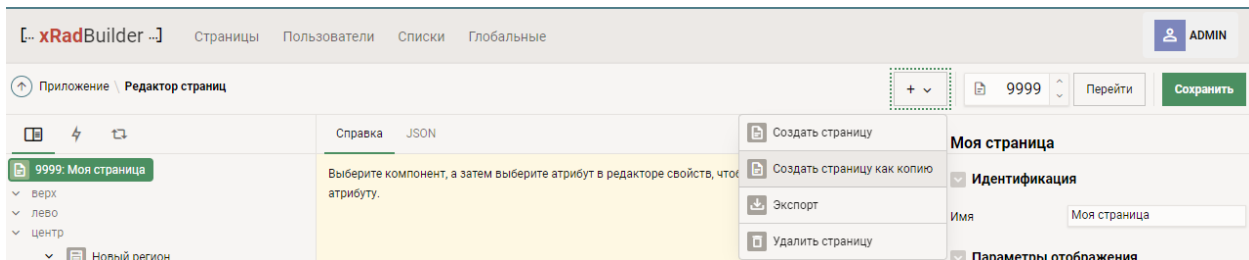 [... xRadBuilder ...] Страницы Пользователи Списки Глобальные ADMIN
Приложение \ Редактор страниц + 9999 Перейти Сохранить
Справка JSON
Создать страницу
Моя страница
9999: Моя страница
Выберите компонент, а затем выберите атрибут в редакторе свойств,
Создать страницу как копию
Идентификация
верх
атрибуту.
лево
Экспорт
Имя Моя страница
центр
Удалить страницу
Новый регион
Параметры отображения